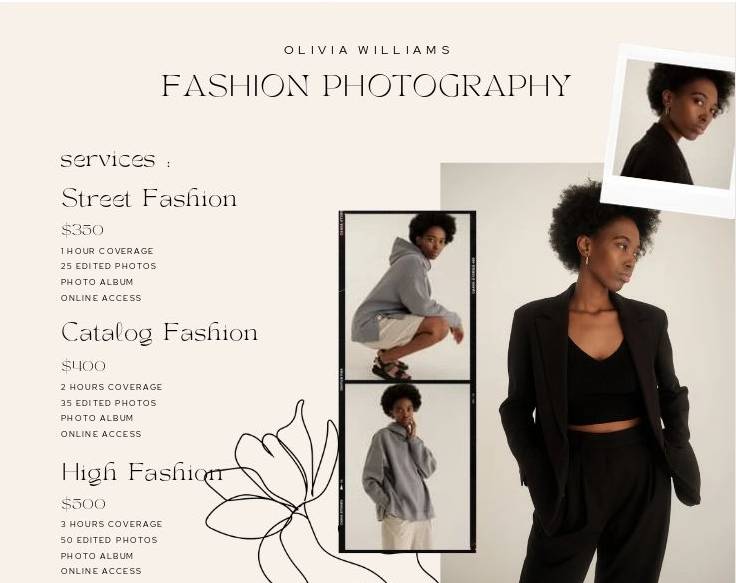 OLIVIA WILLIAMS
FASHION PHOTOGRAPHY
services :
Street Fashion
$350
1 HOUR COVERAGE
25 EDITED PHOTOS
PHOTO ALBUM
ONLINE ACCESS
Catalog Fashion
$400
2 HOURS COVERAGE
35 EDITED PHOTOS
PHOTO ALBUM
ONLINE ACCESS
High Fashion
$500
3 HOURS COVERAGE
50 EDITED PHOTOS
PHOTO ALBUM
ONLINE ACCESS